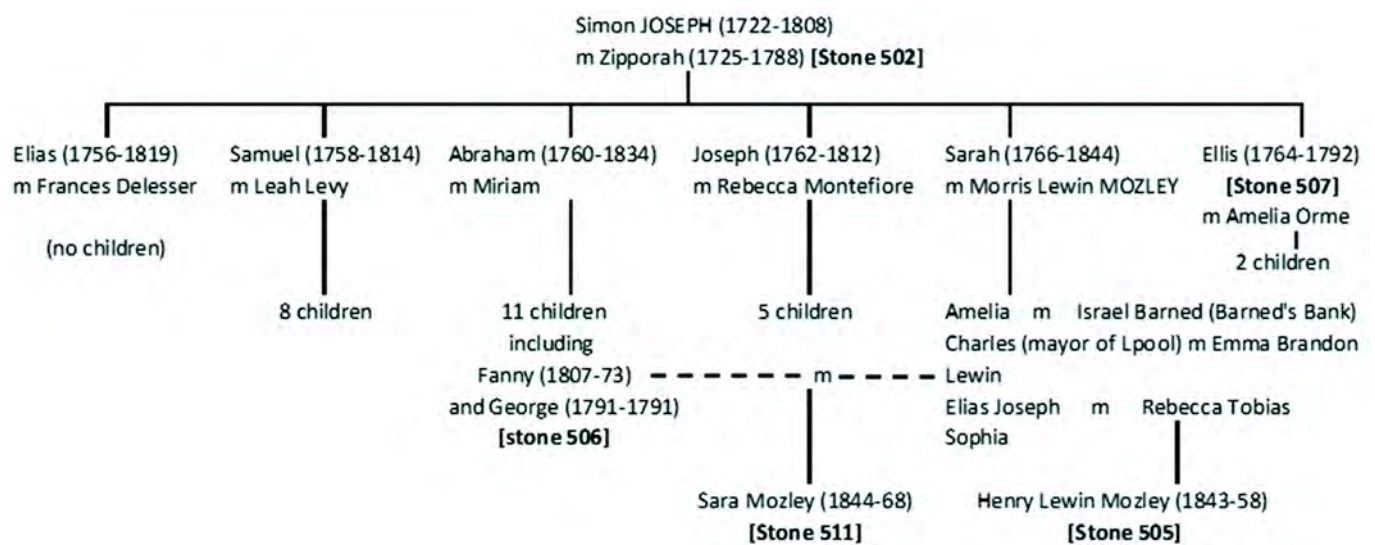 Simon JOSEPH (1722-1808)
m Zipporah (1725-1788) [Stone 502]
Elias (1756-1819)
m Frances Delesser
(no children)
Samuel (1758-1814)
m Leah Levy
8 children
Abraham (1760-1834)
m Miriam
11 children
including
Fanny (1807-73)
and George (1791-1791)
[stone 506]
Joseph (1762-1812)
m Rebecca Montefiore
5 children
Sarah (1766-1844)
m Morris Lewin MOZLEY
Ellis (1764-1792)
[Stone 507]
m Amelia Orme
2 children
Amelia m Israel Barned (Barned's Bank)
Charles (mayor of Lpool) m Emma Brandon
m Lewin
Elias Joseph m Rebecca Tobias
Sophia
Sara Mozley (1844-68)
[Stone 511]
Henry Lewin Mozley (1843-58)
[Stone 505]